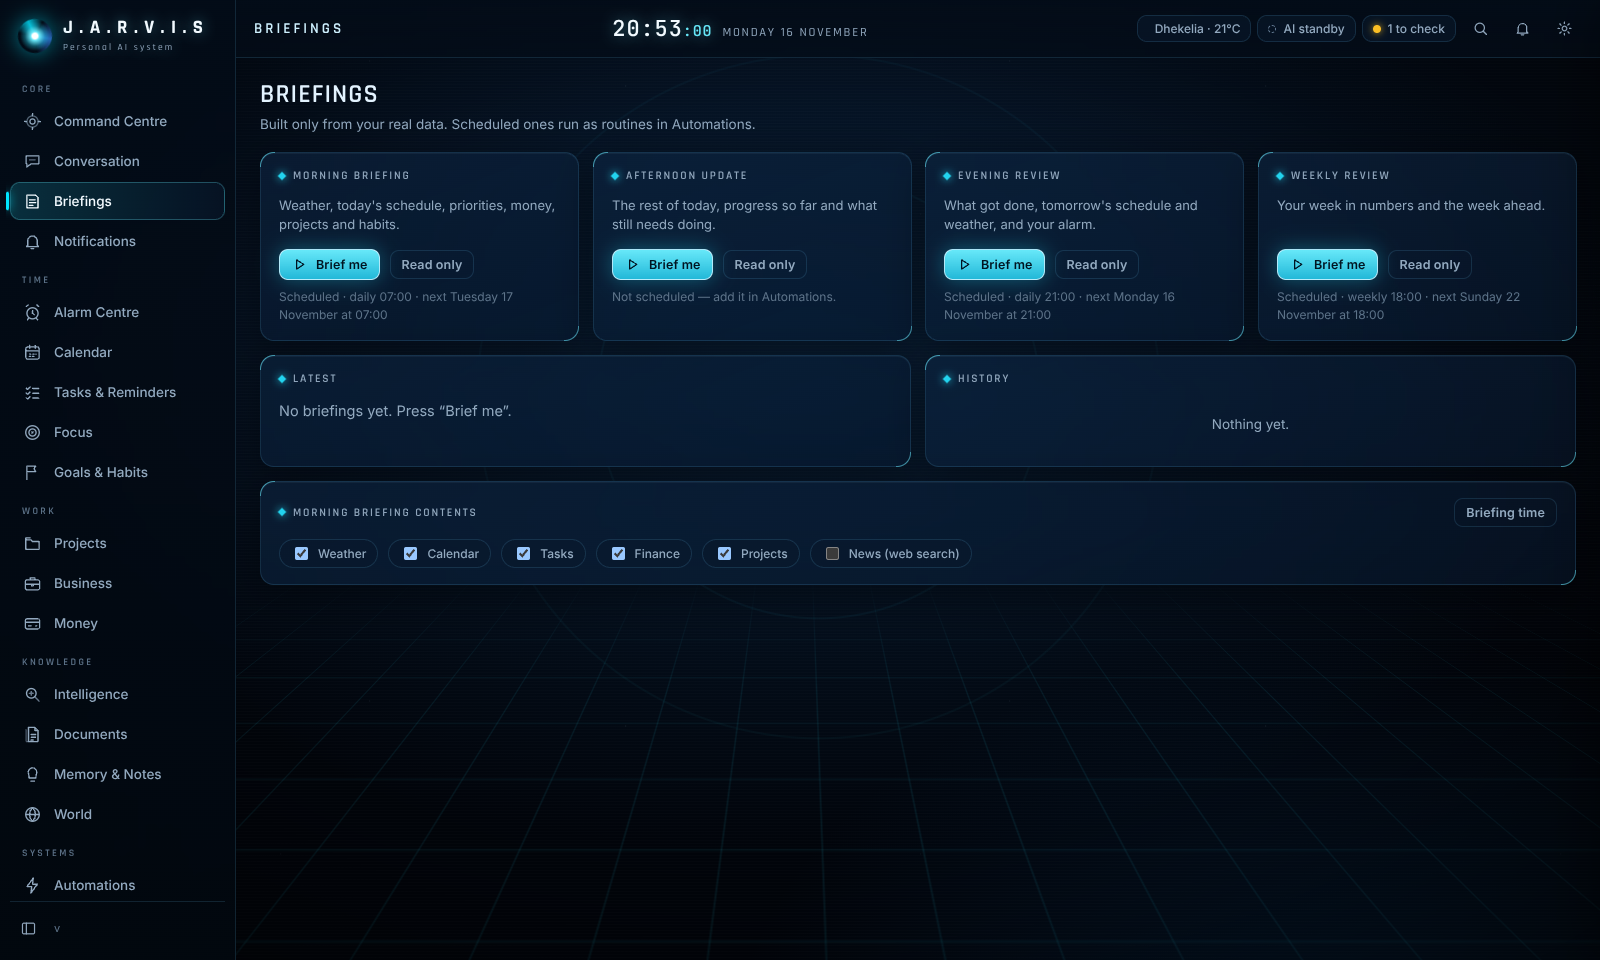 J.A.R.V.I.S
Personal AI system
CORE
Command Centre
Conversation
Briefings
Notifications
TIME
Alarm Centre
Calendar
Tasks & Reminders
Focus
Goals & Habits
WORK
Projects
Business
Money
KNOWLEDGE
Intelligence
Documents
Memory & Notes
World
SYSTEMS
Automations
v
BRIEFINGS
20:53:00 MONDAY 16 NOVEMBER
Dhekelia · 21°C
AI standby
1 to check
BRIEFINGS
Built only from your real data. Scheduled ones run as routines in Automations.
MORNING BRIEFING
Weather, today's schedule, priorities, money,
projects and habits.
Brief me
Read only
Scheduled · daily 07:00 · next Tuesday 17
November at 07:00
AFTERNOON UPDATE
The rest of today, progress so far and what
still needs doing.
Brief me
Read only
Not scheduled — add it in Automations.
EVENING REVIEW
What got done, tomorrow's schedule and
weather, and your alarm.
Brief me
Read only
Scheduled · daily 21:00 · next Monday 16
November at 21:00
WEEKLY REVIEW
Your week in numbers and the week ahead.
Brief me
Read only
Scheduled · weekly 18:00 · next Sunday 22
November at 18:00
LATEST
No briefings yet. Press “Brief me”.
HISTORY
Nothing yet.
MORNING BRIEFING CONTENTS
Briefing time
Weather
Calendar
Tasks
Finance
Projects
News (web search)